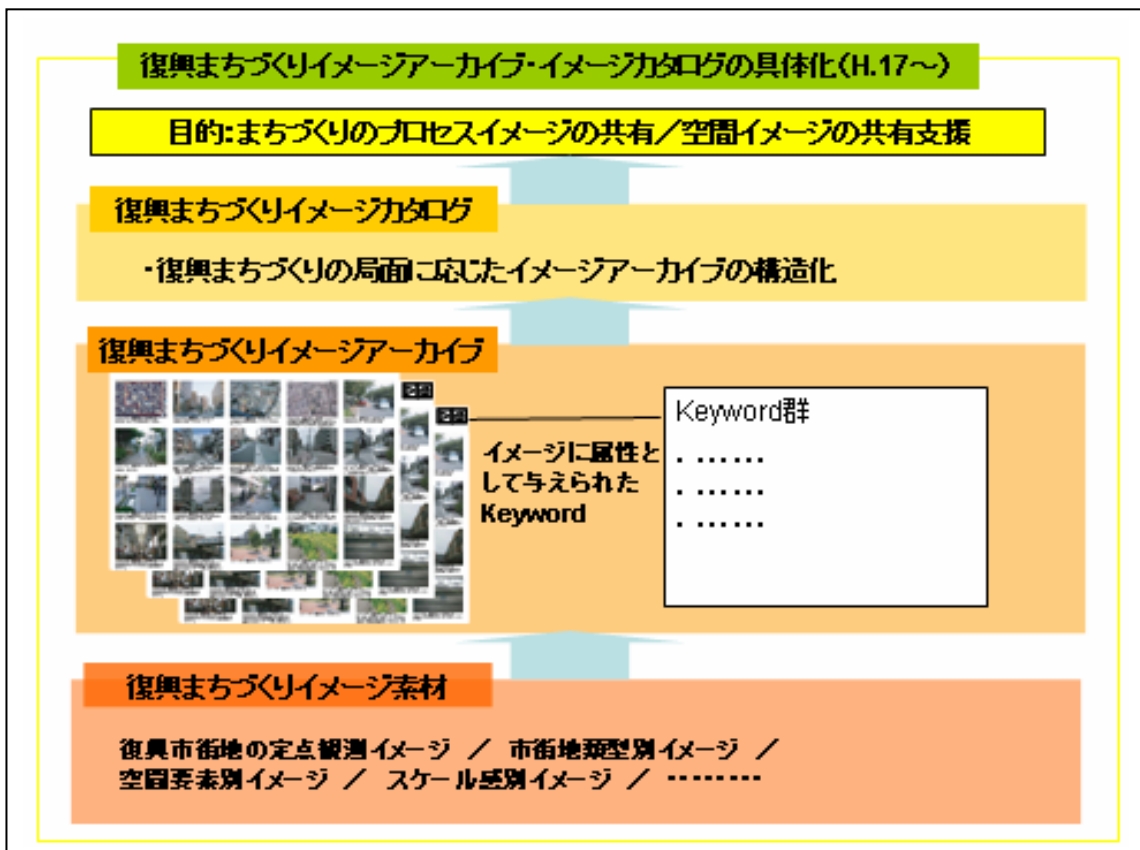 復興まちづくりイメージアーカイブ・イメージカタログの具体化(H.17～)
目的:まちづくりのプロセスイメージの共有／空間イメージの共有支援
復興まちづくりイメージカタログ
・復興まちづくりの局面に応じたイメージアーカイブの構造化
復興まちづくりイメージアーカイブ
Keyword群
イメージに属性と
して与えられた
Keyword
. ......
. ......
. ......
復興まちづくりイメージ素材
復興市街地の定点観測イメージ ／ 市街地類型別イメージ ／
空間要素別イメージ ／ スケール感別イメージ ／ ・・・・・・・・